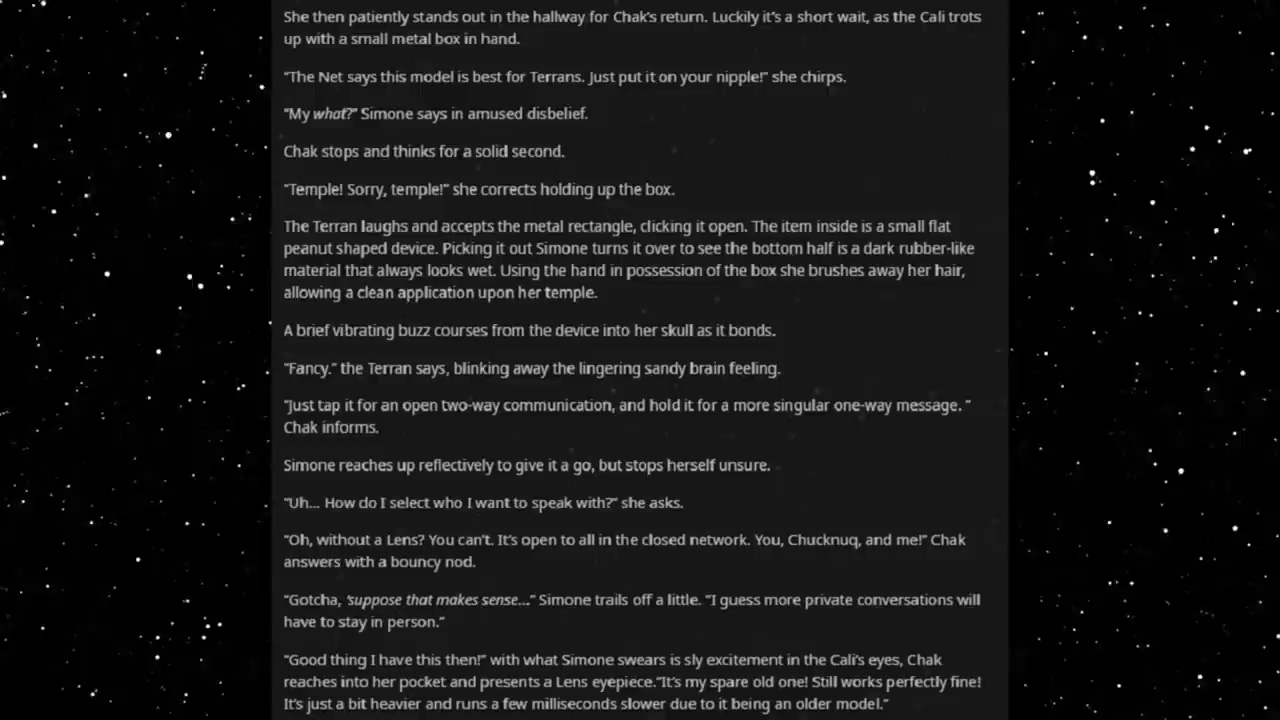 She then patiently stands out in the hallway for Chak's return. Luckily it's a short wait, as the Cali trots
up with a small metal box in hand.
“The Net says this model is best for Terrans. Just put it on your nipple!” she chirps.
“My what?” Simone says in amused disbelief.
Chak stops and thinks for a solid second.
“Temple! Sorry, temple!” she corrects holding up the box.
The Terran laughs and accepts the metal rectangle, clicking it open. The item inside is a small flat
peanut shaped device. Picking it out Simone turns it over to see the bottom half is a dark rubber-like
material that always looks wet. Using the hand in possession of the box she brushes away her hair,
allowing a clean application upon her temple.
A brief vibrating buzz courses from the device into her skull as it bonds.
“Fancy.” the Terran says, blinking away the lingering sandy brain feeling.
“Just tap it for an open two-way communication, and hold it for a more singular one-way message. ”
Chak informs.
Simone reaches up reflectively to give it a go, but stops herself unsure.
“Uh... How do I select who I want to speak with?” she asks.
“Oh, without a Lens? You can't. It's open to all in the closed network. You, Chucknuq, and me!” Chak
answers with a bouncy nod.
“Gotcha, ‘suppose that makes sense...” Simone trails off a little. “I guess more private conversations will
have to stay in person.”
“Good thing I have this then!” with what Simone swears is sly excitement in the Cali's eyes, Chak
reaches into her pocket and presents a Lens eyepiece.“It's my spare old one! Still works perfectly fine!
It's just a bit heavier and runs a few milliseconds slower due to it being an older model.”